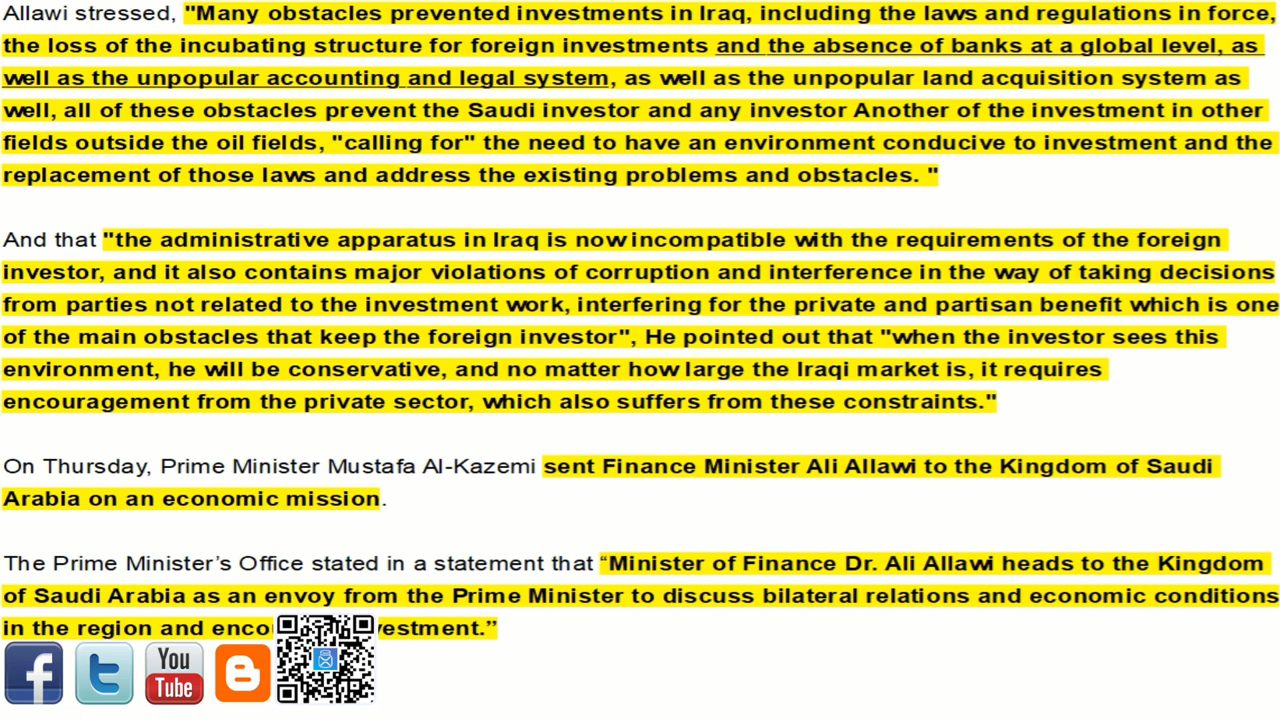 Allawi stressed, "Many obstacles prevented investments in Iraq, including the laws and regulations in force,
the loss of the incubating structure for foreign investments and the absence of banks at a global level, as
well as the unpopular accounting and legal system, as well as the unpopular land acquisition system as
well, all of these obstacles prevent the Saudi investor and any investor Another of the investment in other
fields outside the oil fields, "calling for" the need to have an environment conducive to investment and the
replacement of those laws and address the existing problems and obstacles. "
And that "the administrative apparatus in Iraq is now incompatible with the requirements of the foreign
investor, and it also contains major violations of corruption and interference in the way of taking decisions
from parties not related to the investment work, interfering for the private and partisan benefit which is one
of the main obstacles that keep the foreign investor", He pointed out that "when the investor sees this
environment, he will be conservative, and no matter how large the Iraqi market is, it requires
encouragement from the private sector, which also suffers from these constraints."
On Thursday, Prime Minister Mustafa Al-Kazemi sent Finance Minister Ali Allawi to the Kingdom of Saudi
Arabia on an economic mission.
The Prime Minister’s Office stated in a statement that “Minister of Finance Dr. Ali Allawi heads to the Kingdom
of Saudi Arabia as an envoy from the Prime Minister to discuss bilateral relations and economic conditions
in the region and enco vestment.”
You
Tube